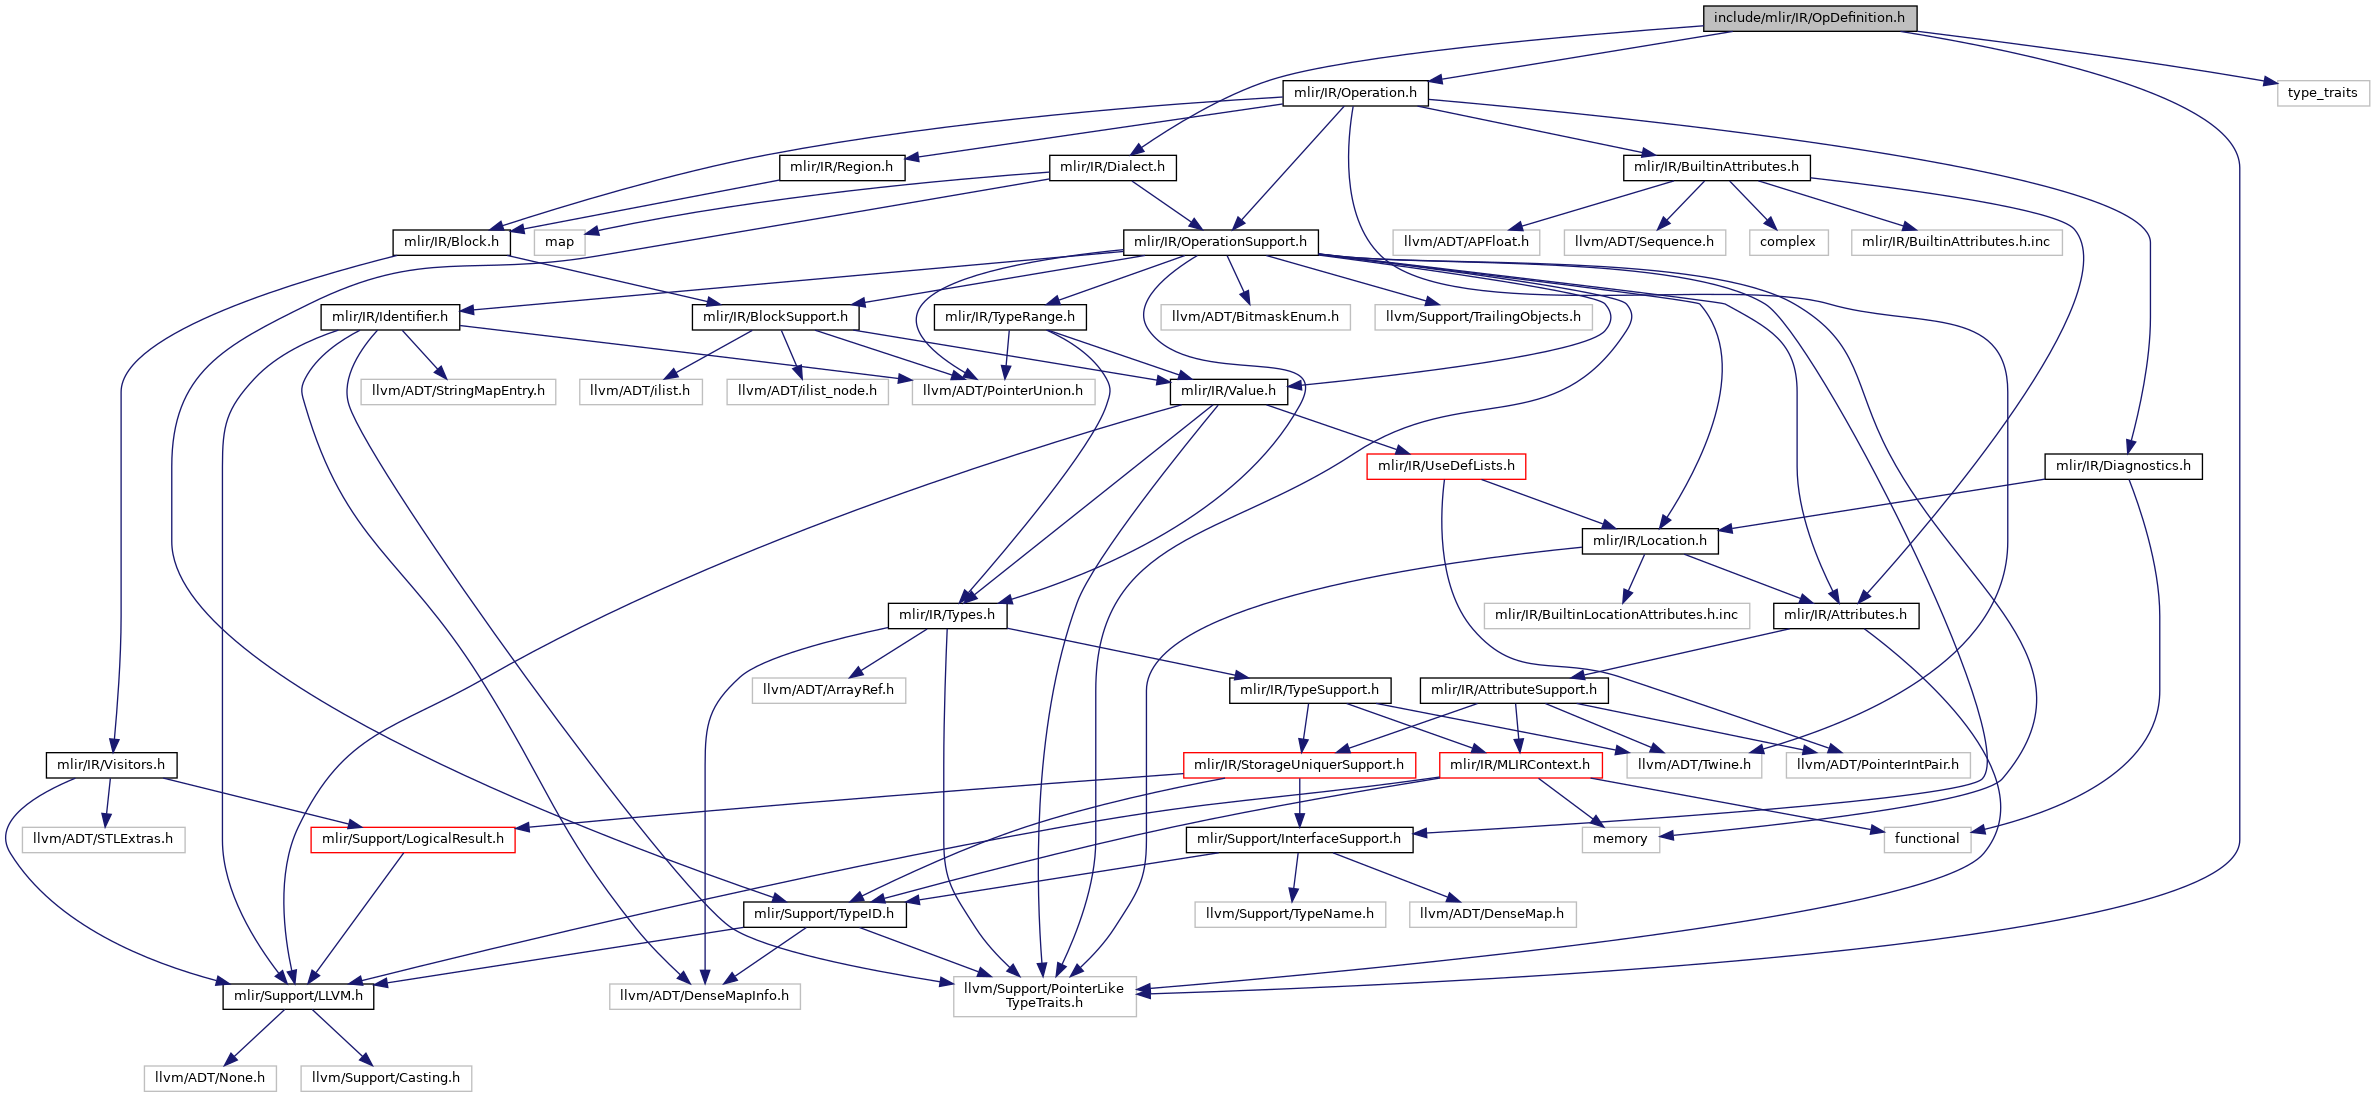 include/mlir/IR/OpDefinition.h
mlir/IR/Operation.h
type_traits
mlir/IR/Region.h
mlir/IR/Dialect.h
mlir/IR/BuiltinAttributes.h
mlir/IR/Block.h
map
mlir/IR/OperationSupport.h
llvm/ADT/APFloat.h
llvm/ADT/Sequence.h
complex
mlir/IR/BuiltinAttributes.h.inc
mlir/IR/Identifier.h
mlir/IR/BlockSupport.h
mlir/IR/TypeRange.h
llvm/ADT/BitmaskEnum.h
llvm/Support/TrailingObjects.h
llvm/ADT/StringMapEntry.h
llvm/ADT/ilist.h
llvm/ADT/ilist_node.h
llvm/ADT/PointerUnion.h
mlir/IR/Value.h
mlir/IR/UseDefLists.h
mlir/IR/Diagnostics.h
mlir/IR/Location.h
mlir/IR/Types.h
mlir/IR/BuiltinLocationAttributes.h.inc
mlir/IR/Attributes.h
llvm/ADT/ArrayRef.h
mlir/IR/TypeSupport.h
mlir/IR/AttributeSupport.h
mlir/IR/Visitors.h
mlir/IR/StorageUniquerSupport.h
mlir/IR/MLIRContext.h
llvm/ADT/Twine.h
llvm/ADT/PointerIntPair.h
llvm/ADT/STLExtras.h
mlir/Support/LogicalResult.h
mlir/Support/InterfaceSupport.h
memory
functional
mlir/Support/TypeID.h
llvm/Support/TypeName.h
llvm/ADT/DenseMap.h
mlir/Support/LLVM.h
llvm/ADT/DenseMapInfo.h
llvm/Support/PointerLike
TypeTraits.h
llvm/ADT/None.h
llvm/Support/Casting.h